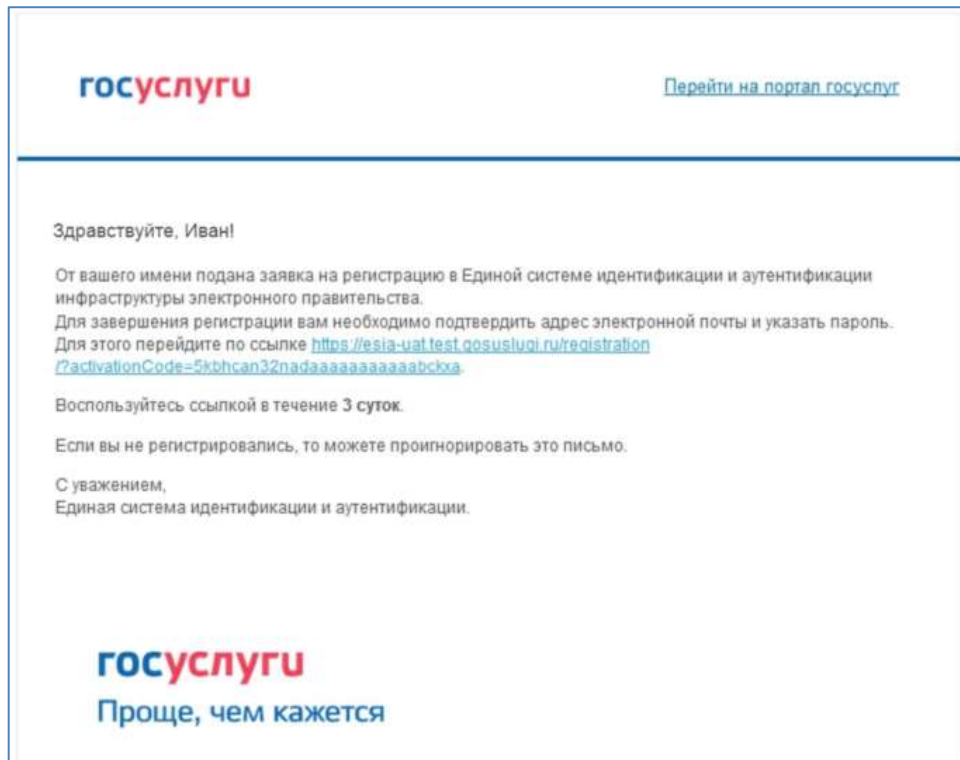 госуслуги
Перейти на портал госуслуг
Здравствуйте, Иван!
От вашего имени подана заявка на регистрацию в Единой системе идентификации и аутентификации
инфраструктуры электронного правительства.
Для завершения регистрации вам необходимо подтвердить адрес электронной почты и указать пароль.
Для этого перейдите по ссылке https://esia-uat.test.gosuslugi.ru/registration
/?activationCode=5kbhcan32nadaaaaaaaaaaabckxa.
Воспользуйтесь ссылкой в течение 3 суток.
Если вы не регистрировались, то можете проигнорировать это письмо.
С уважением,
Единая система идентификации и аутентификации.
госуслуги
Проще, чем кажется